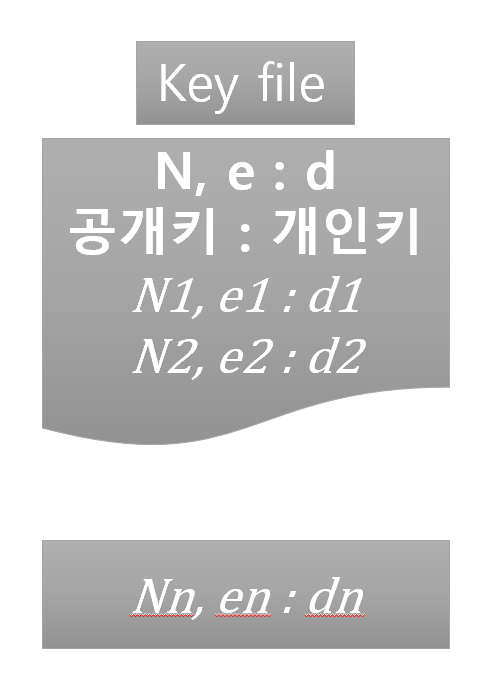 Key file
N, e : d
공개키 : 개인키
N1, e1 : d1
N2, e2 : d2
Nn, en : dn